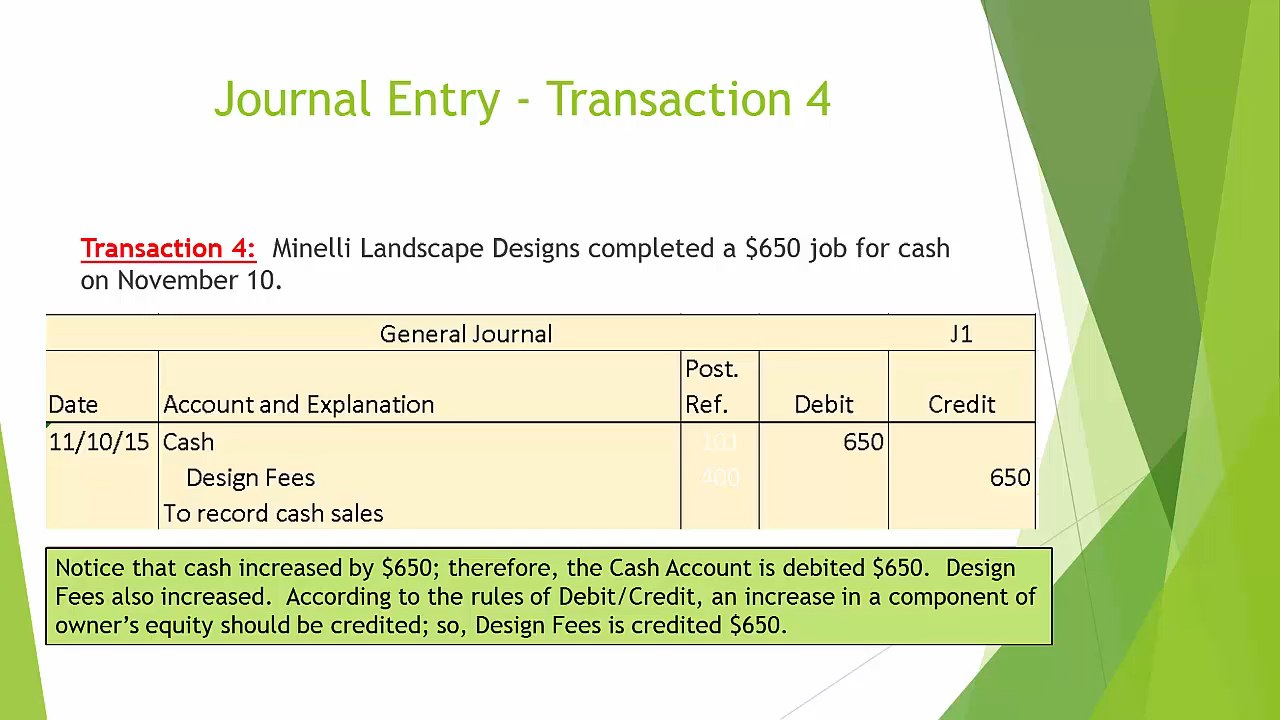 Journal Entry - Transaction 4
Transaction 4: Minelli Landscape Designs completed a $650 job for cash
on November 10.
General Journal J1
Post.
Date Account and Explanation Ref. Debit Credit
11/10/15 Cash 101 650
Design Fees 400 650
To record cash sales
Notice that cash increased by $650; therefore, the Cash Account is debited $650. Design
Fees also increased. According to the rules of Debit/Credit, an increase in a component of
owner's equity should be credited; so, Design Fees is credited $650.